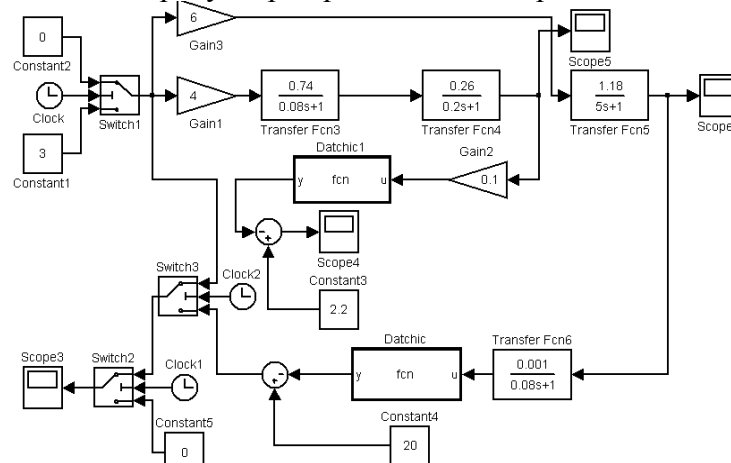 6
Gain3
0
Constant2
Clock
Switch1
3
Constant1
4
Gain1
0.74
0.08s+1
Transfer Fcn3
0.26
0.2s+1
Transfer Fcn4
Scope5
1.18
5s+1
Transfer Fcn5
Scope
Datchic1
y fcn u
Gain2
0.1
Scope4
Constant3
2.2
Switch3
Clock2
Scope3
Switch2
Clock1
Constant5
0
Datchic
y fcn u
Transfer Fcn6
0.001
0.08s+1
Constant4
20